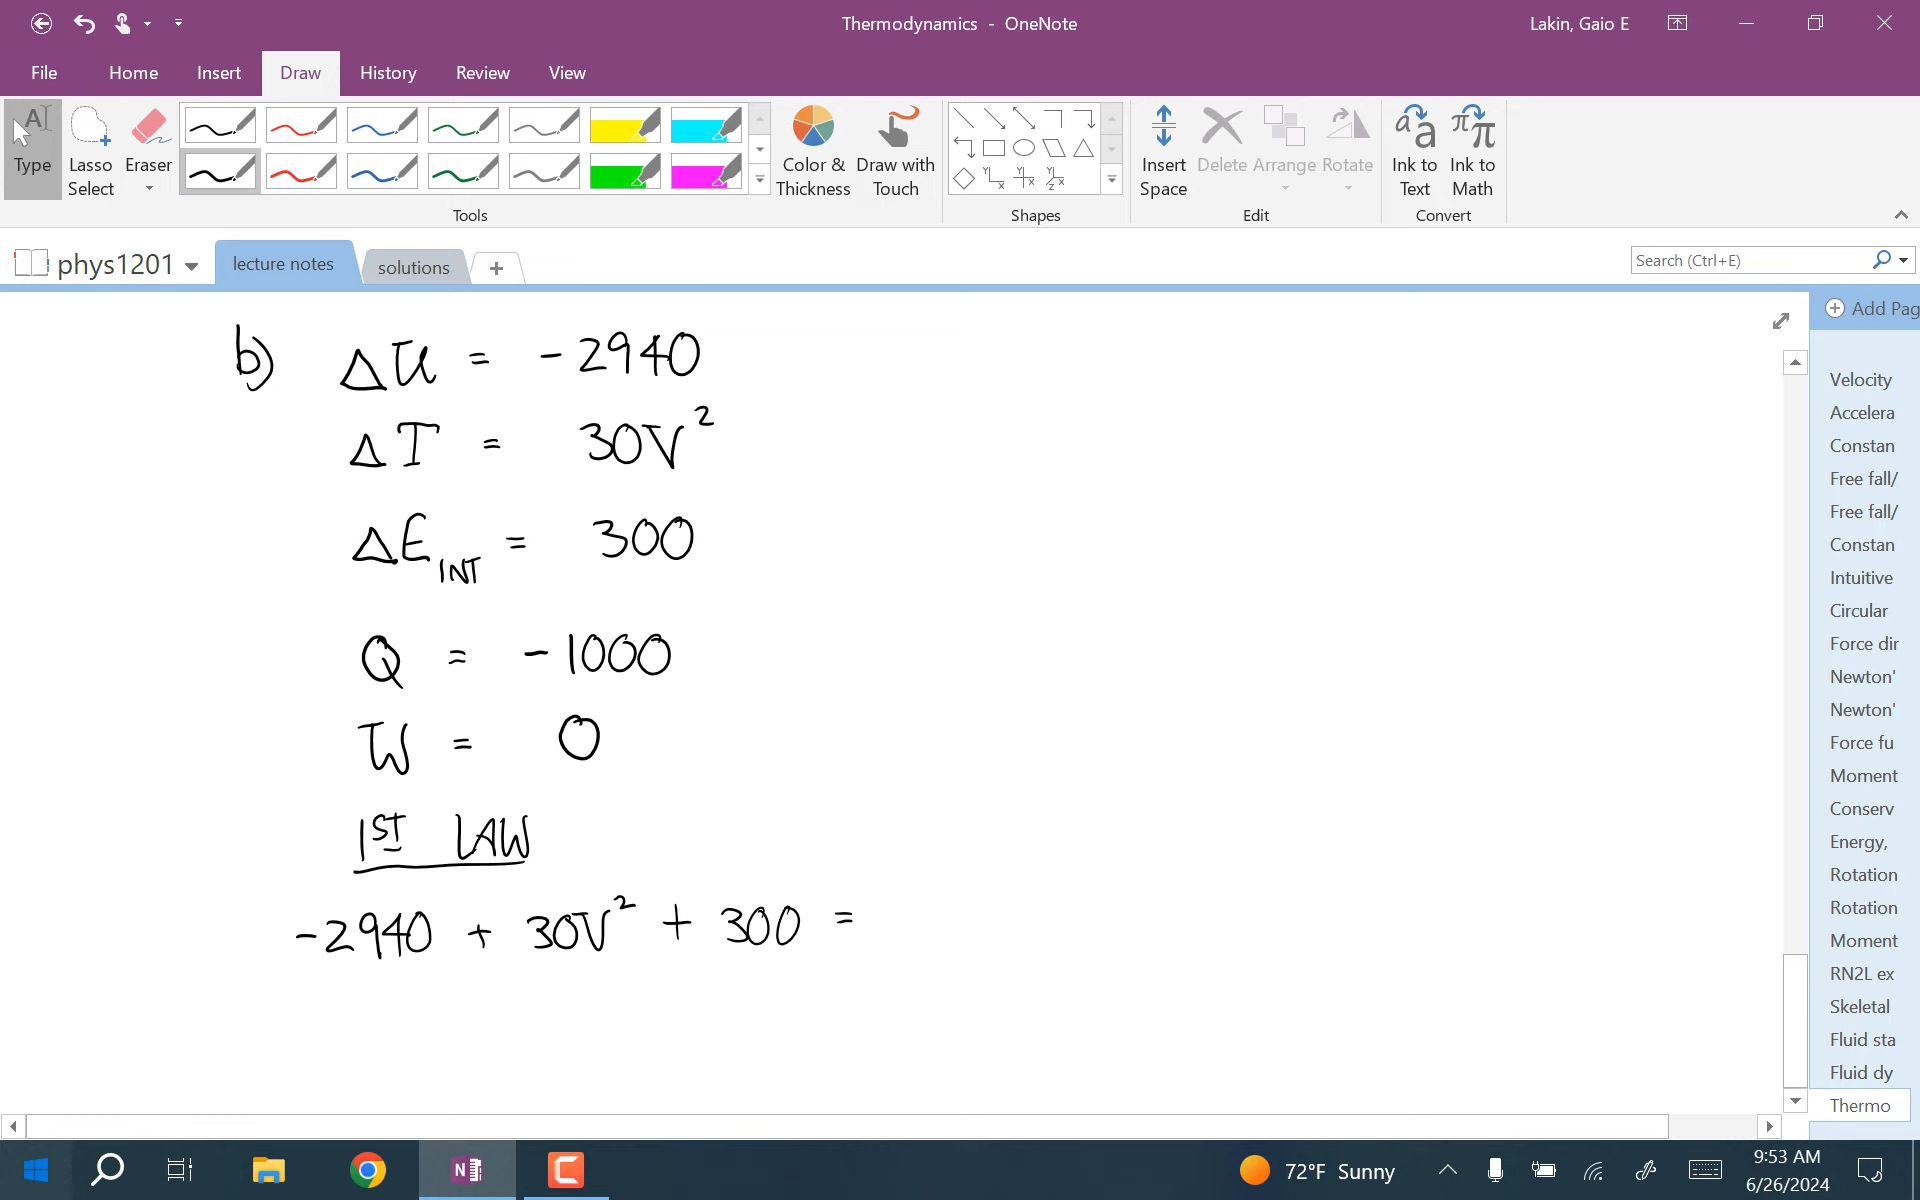 Thermodynamics - OneNote
Lakin, Gaio E
File Home Insert Draw History Review View
Type
Lasso Select
Eraser
Color & Thickness
Draw with Touch
Insert Space
Delete
Arrange
Rotate
Ink to Text
Ink to Math
Tools
Shapes
Edit
Convert
phys1201
lecture notes
solutions
Search (Ctrl+E)
b) ΔU = -2940
ΔT = 30V²
ΔE_INT = 300
Q = -1000
W = 0
1ST LAW
-2940 + 30V² + 300 =
Add Pag
Velocity
Accelera
Constan
Free fall/
Free fall/
Constan
Intuitive
Circular
Force dir
Newton'
Newton'
Force fu
Moment
Conserv
Energy,
Rotation
Rotation
Moment
RN2L ex
Skeletal
Fluid sta
Fluid dy
Thermo
72°F Sunny
9:53 AM
6/26/2024